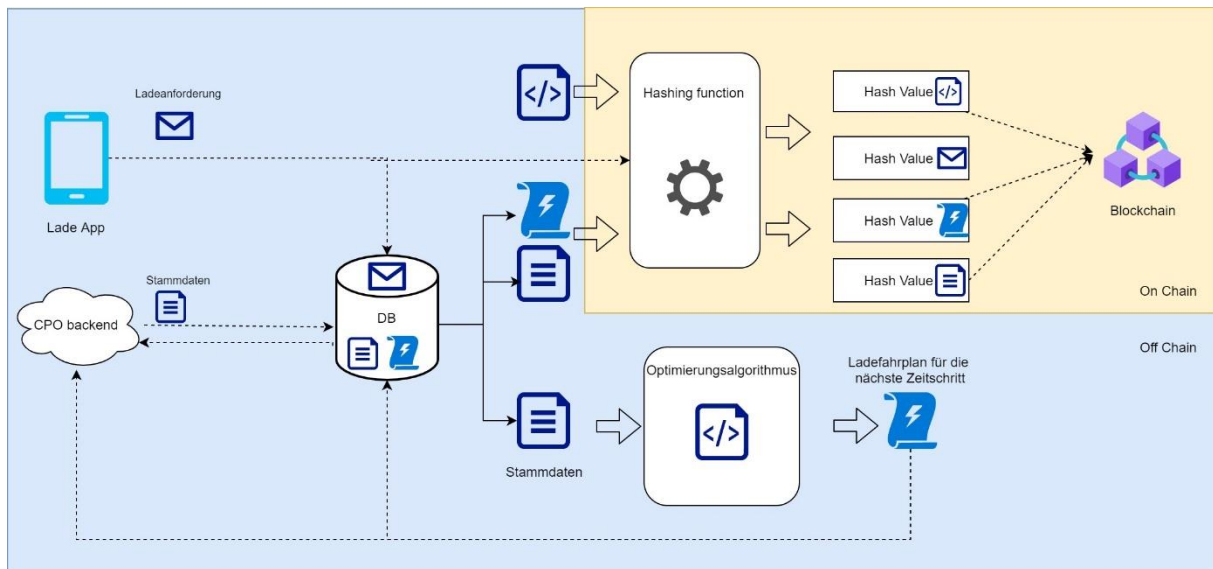 Ladeanforderung
Lade App
Stammdaten
CPO backend
DB
Hashing function
Hash Value
Hash Value
Hash Value
Hash Value
Blockchain
On Chain
Off Chain
Stammdaten
Optimierungsalgorithmus
Ladefahrplan für die
nächste Zeitschritt